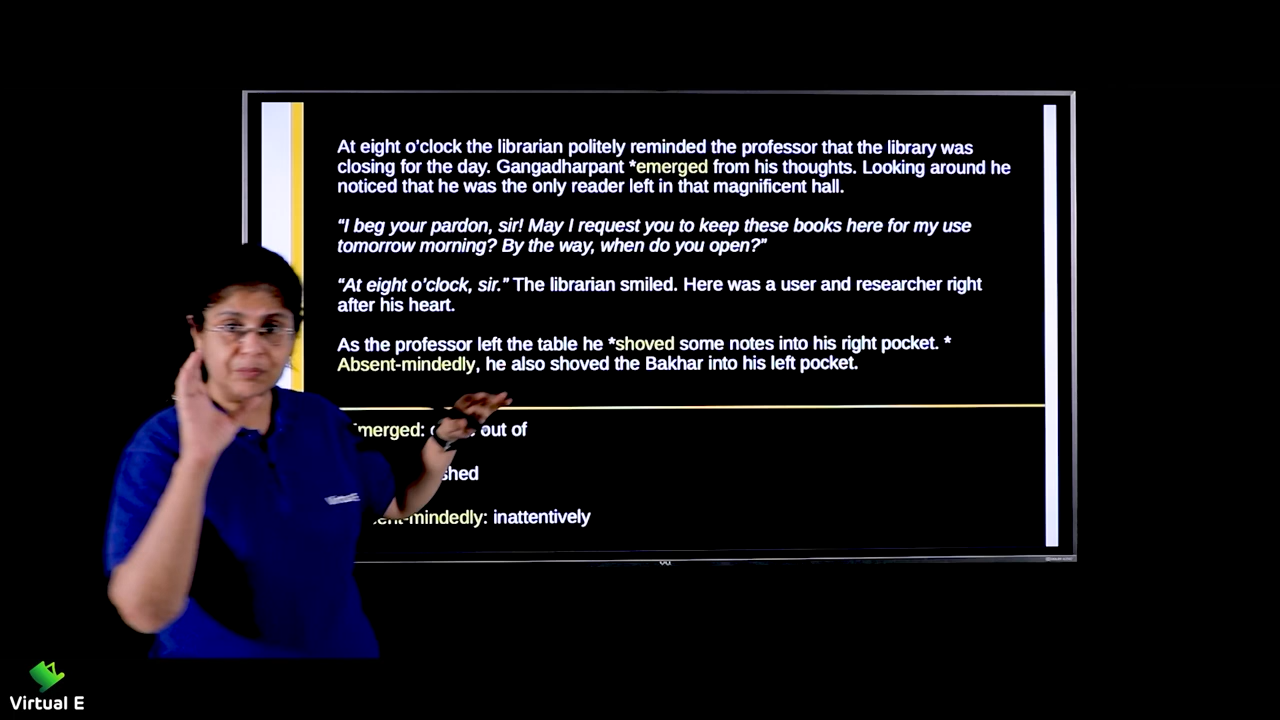 At eight o’clock the librarian politely reminded the professor that the library was
closing for the day. Gangadharpant *emerged from his thoughts. Looking around he
noticed that he was the only reader left in that magnificent hall.
“I beg your pardon, sir! May I request you to keep these books here for my use
tomorrow morning? By the way, when do you open?”
“At eight o’clock, sir.” The librarian smiled. Here was a user and researcher right
after his heart.
As the professor left the table he *shoved some notes into his right pocket. *
Absent-mindedly, he also shoved the Bakhar into his left pocket.
Emerged: out of
inattentively
Virtual E
Virtual E